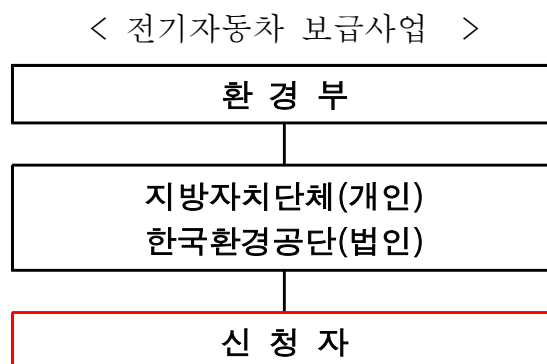 < 전기자동차 보급사업 >
환 경 부
지방자치단체(개인)
한국환경공단(법인)
신 청 자